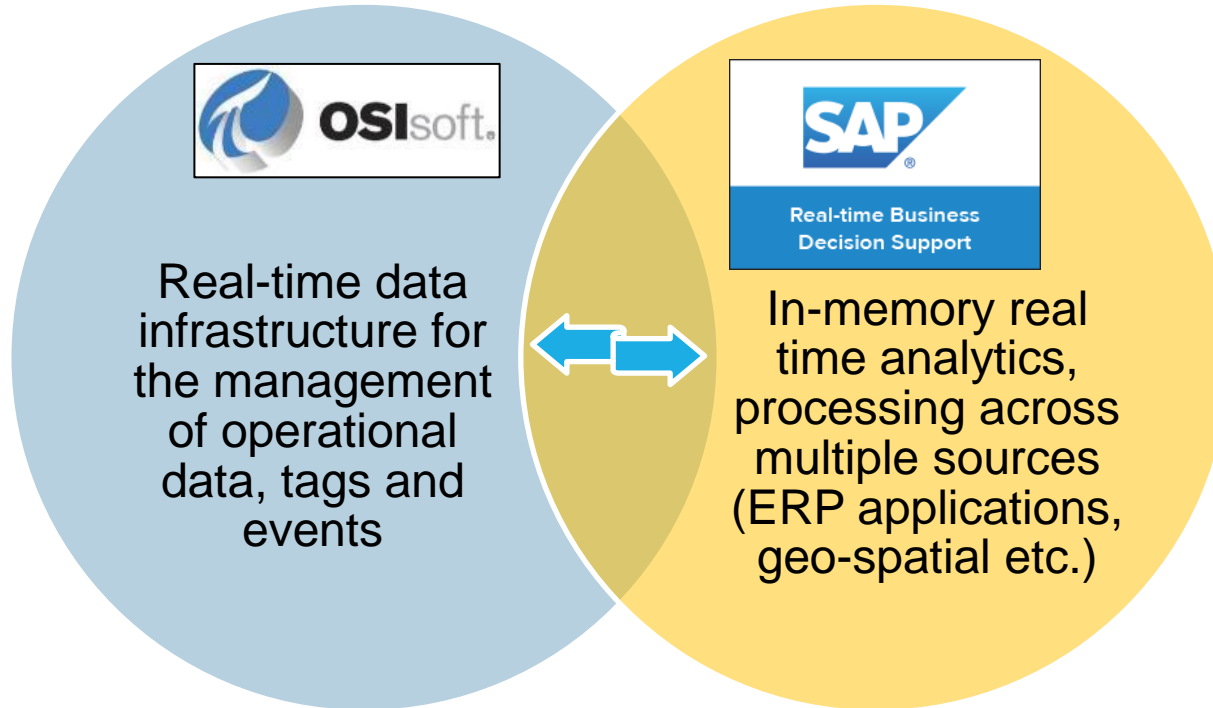 OSIsoft.
Real-time data
infrastructure for
the management
of operational
data, tags and
events
SAP
®
Real-time Business
Decision Support
In-memory real
time analytics,
processing across
multiple sources
(ERP applications,
geo-spatial etc.)